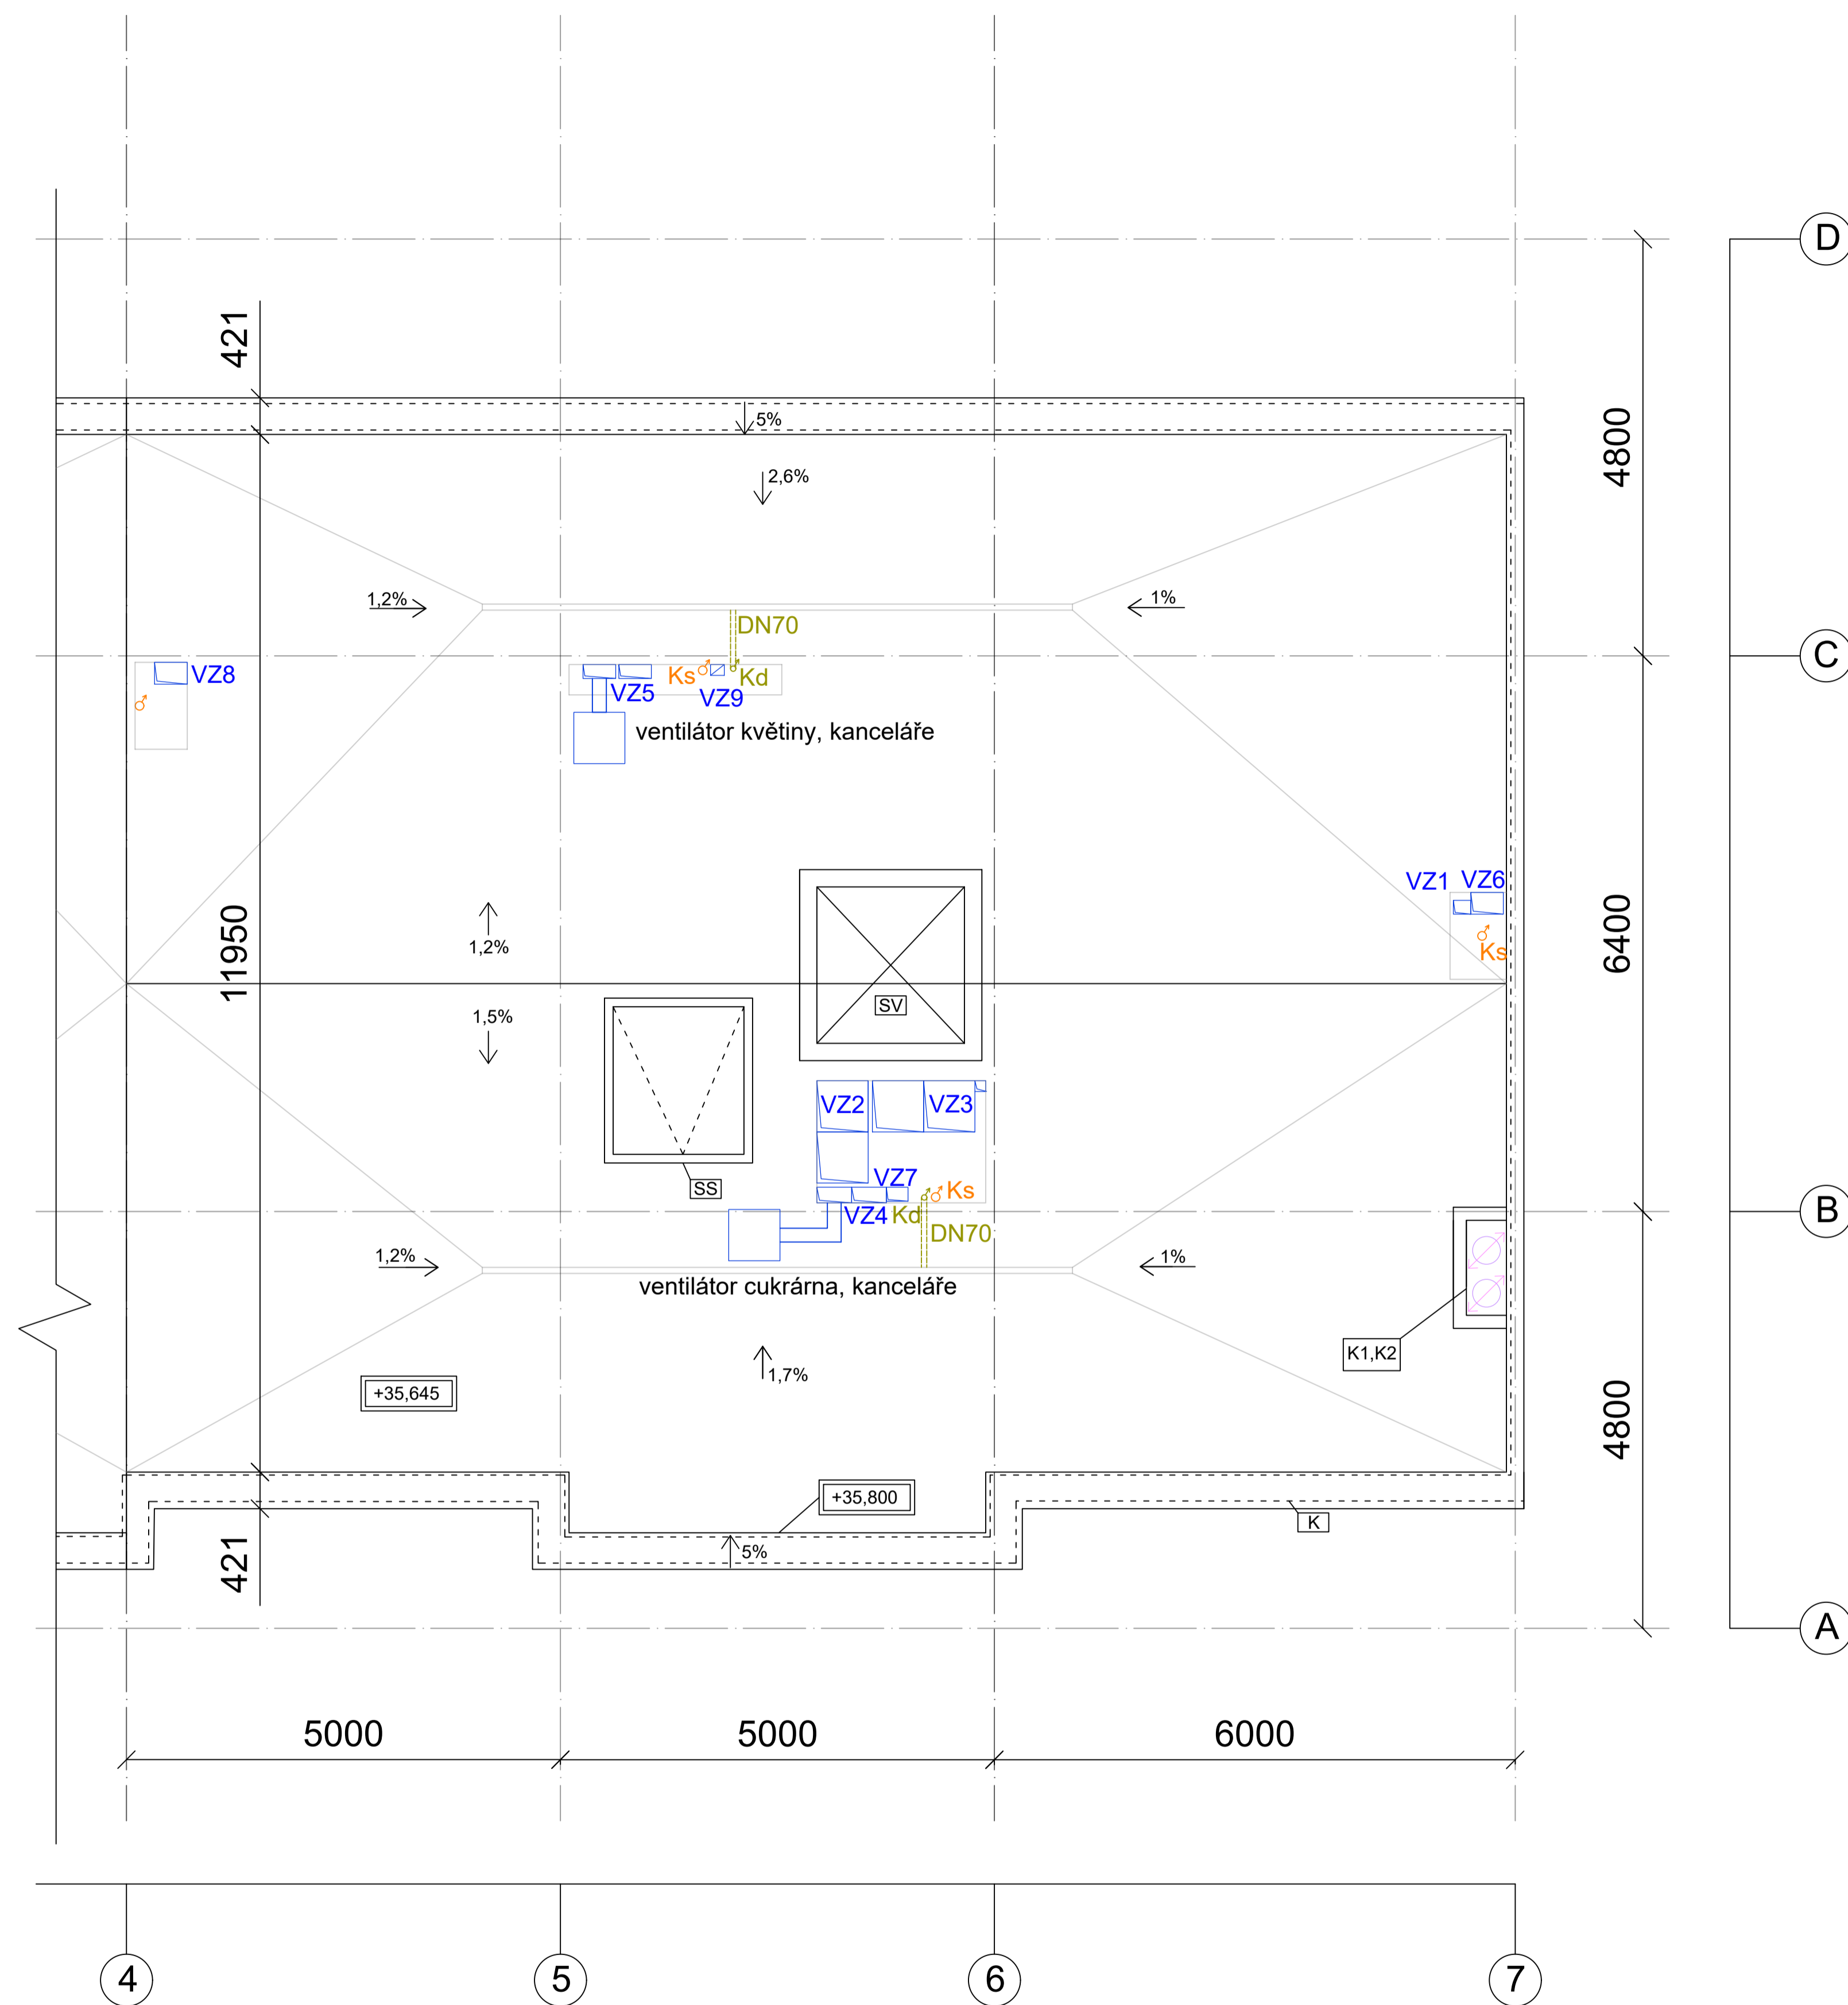 D
421
5%
2,6%
4800
1,2%
1%
DN70
C
VZ8
VZ5
Ks
VZ9
Kd
ventilátor květiny, kanceláře
VZ1
VZ6
Ks
11950
1,2%
6400
SV
1,5%
VZ2
VZ3
SS
VZ7
Ks
VZ4
Kd
DN70
B
1,2%
1%
ventilátor cukrárna, kanceláře
K1,K2
1,7%
+35,645
4800
+35,800
K
421
5%
A
5000
5000
6000
4
5
6
7